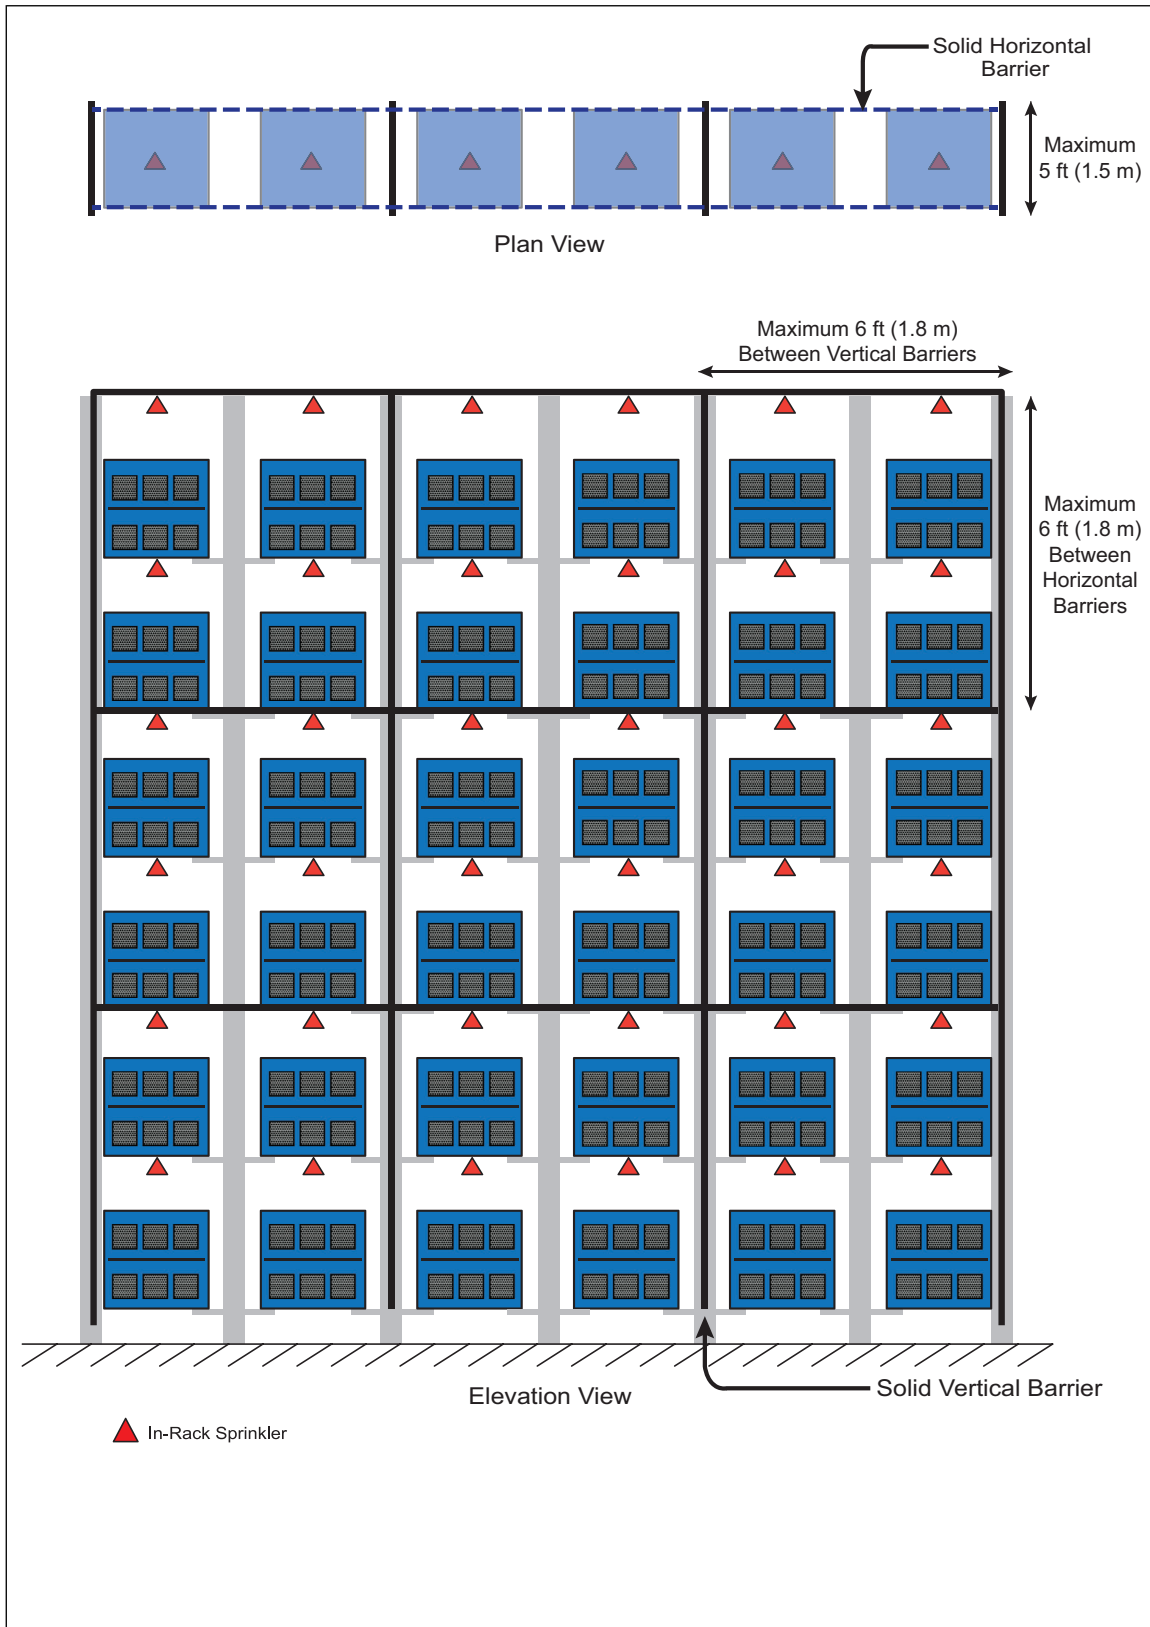 Solid Horizontal
Barrier
Maximum
5 ft (1.5 m)
Plan View
Maximum 6 ft (1.8 m)
Between Vertical Barriers
Maximum
6 ft (1.8 m)
Between
Horizontal
Barriers
Solid Vertical Barrier
Elevation View
In-Rack Sprinkler